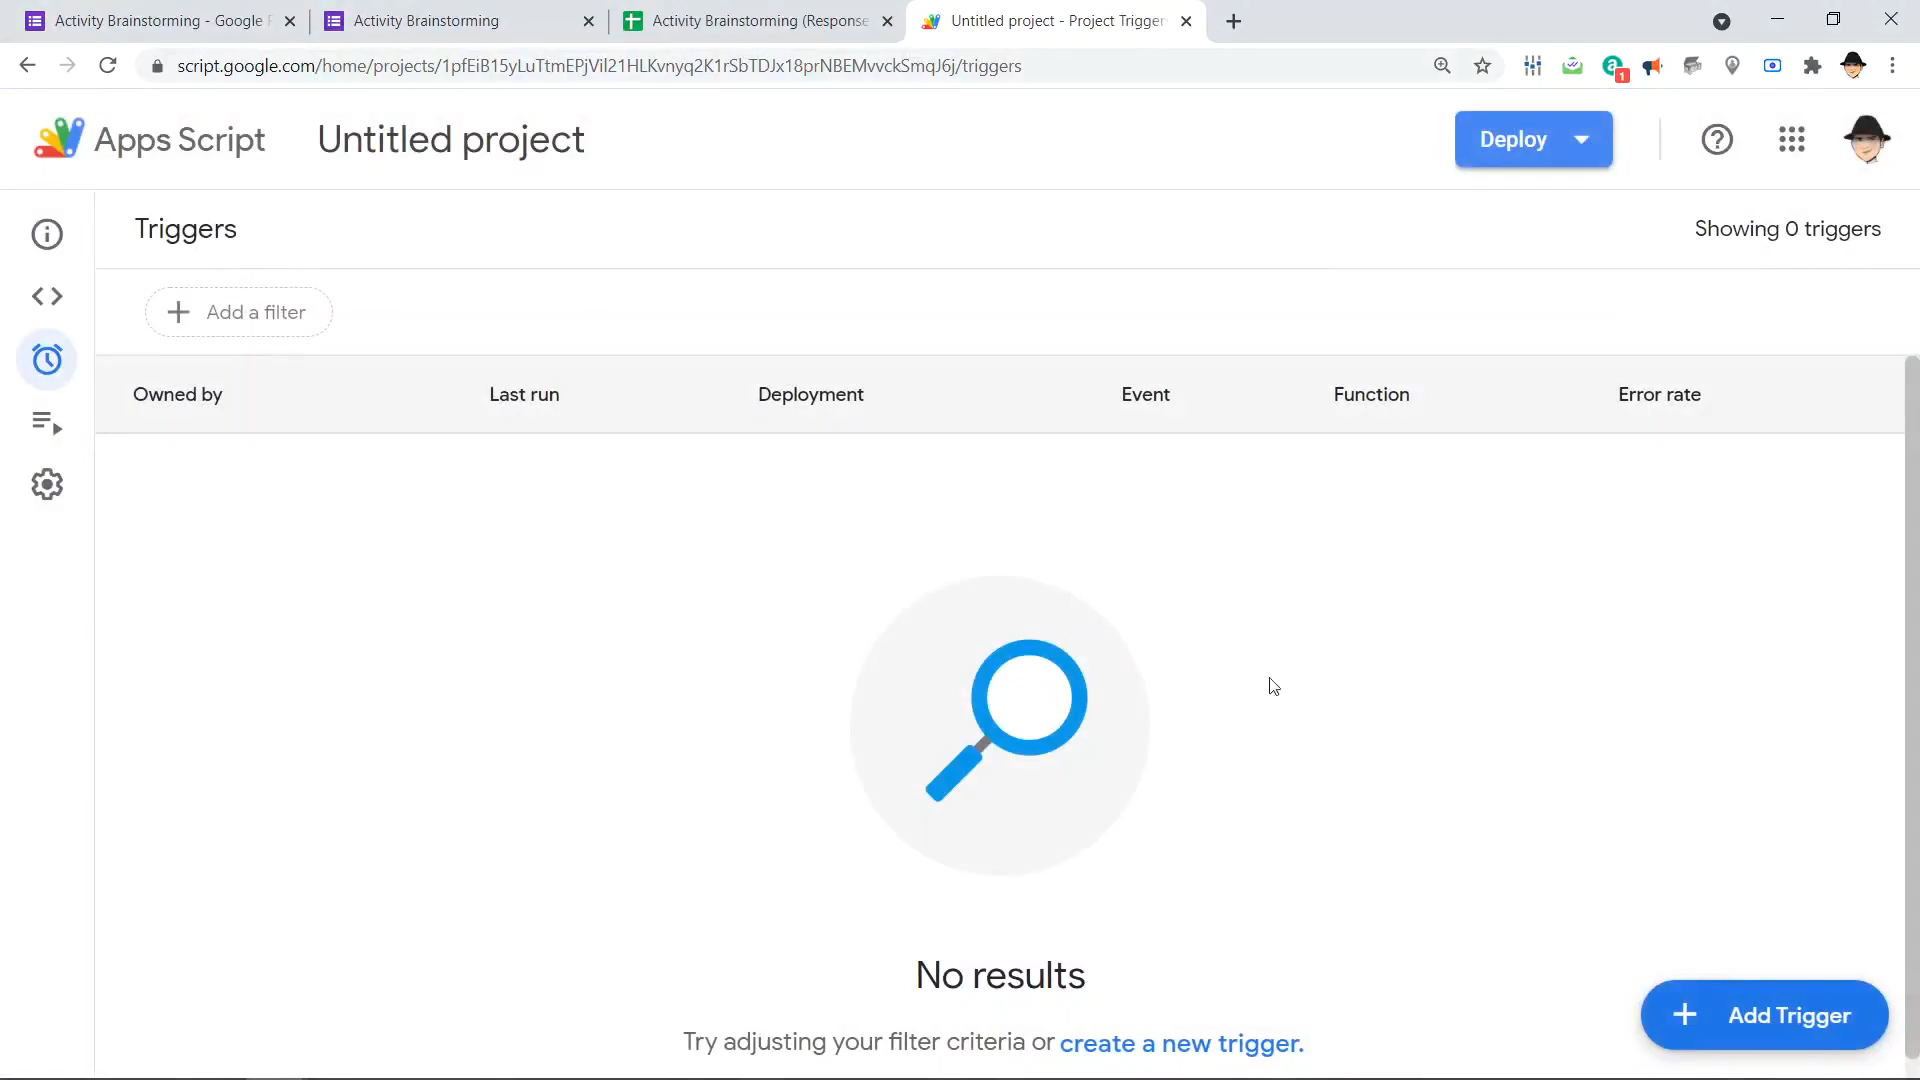 Activity Brainstorming - Google F
Activity Brainstorming
Activity Brainstorming (Response
Untitled project - Project Trigger
script.google.com/home/projects/1pfEiB15yLuTtmEPjViI21HLKvnyq2K1rSbTDJx18prNBEMvvckSmqJ6j/triggers
1
Apps Script
Untitled project
Deploy
Triggers
Showing 0 triggers
Add a filter
Owned by
Last run
Deployment
Event
Function
Error rate
No results
Try adjusting your filter criteria or create a new trigger.
Add Trigger